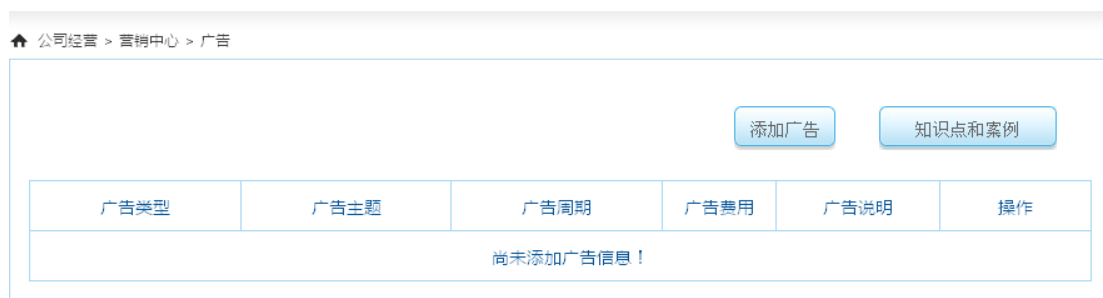 公司经营 > 营销中心 > 广告
添加广告 知识点和案例
广告类型 广告主题 广告周期 广告费用 广告说明 操作
尚未添加广告信息！